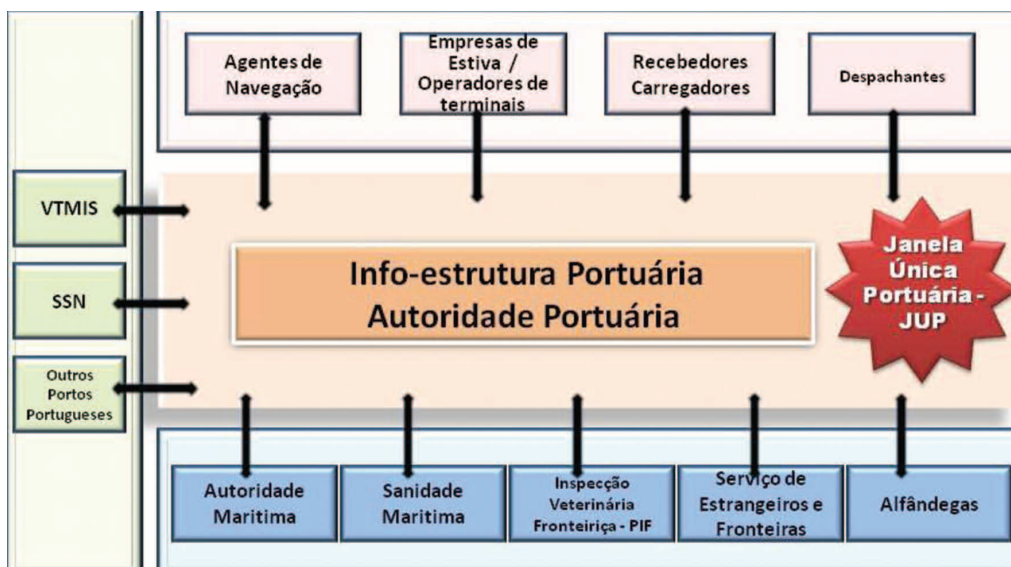 Agentes de
Navegação
Empresas de
Estiva /
Operadores de
terminais
Recebedores
Carregadores
Despachantes
VTMIS
SSN
Outros
Portos
Portugueses
Info-estrutura Portuária
Autoridade Portuária
Janela
Única
Portuária -
JUP
Autoridade
Maritima
Sanidade
Maritima
Inspecção
Veterinária
Fronteiriça - PIF
Serviço de
Estrangeiros e
Fronteiras
Alfândegas